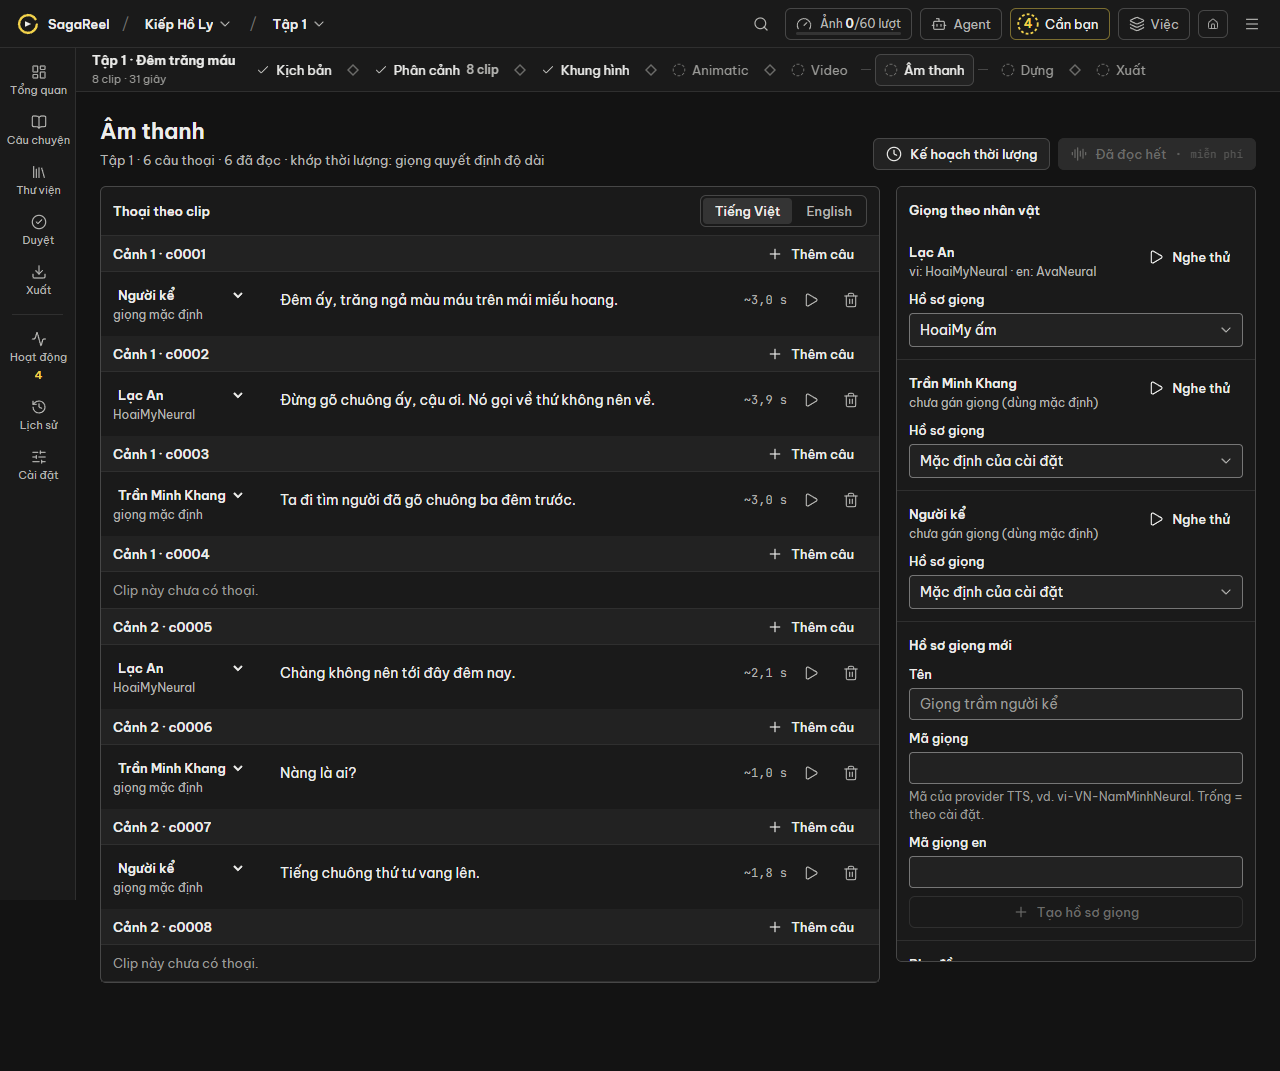 SagaReel / Kiếp Hồ Ly / Tập 1
Ảnh 0/60 lượt
Agent
4 Cần bạn
Việc
Tập 1 · Đêm trăng máu
8 clip · 31 giây
Kịch bản
Phân cảnh 8 clip
Khung hình
Animatic
Video
Âm thanh
Dựng
Xuất
Tổng quan
Câu chuyện
Thư viện
Duyệt
Xuất
Hoạt động
4
Lịch sử
Cài đặt
Âm thanh
Tập 1 · 6 câu thoại · 6 đã đọc · khớp thời lượng: giọng quyết định độ dài
Kế hoạch thời lượng
Đã đọc hết · miễn phí
Thoại theo clip
Tiếng Việt
English
Cảnh 1 · c0001
Thêm câu
Người kể
giọng mặc định
Đêm ấy, trăng ngả màu máu trên mái miếu hoang.
~3,0 s
Cảnh 1 · c0002
Thêm câu
Lạc An
HoaiMyNeural
Đừng gõ chuông ấy, cậu ơi. Nó gọi về thứ không nên về.
~3,9 s
Cảnh 1 · c0003
Thêm câu
Trần Minh Khang
giọng mặc định
Ta đi tìm người đã gõ chuông ba đêm trước.
~3,0 s
Cảnh 1 · c0004
Thêm câu
Clip này chưa có thoại.
Cảnh 2 · c0005
Thêm câu
Lạc An
HoaiMyNeural
Chàng không nên tới đây đêm nay.
~2,1 s
Cảnh 2 · c0006
Thêm câu
Trần Minh Khang
giọng mặc định
Nàng là ai?
~1,0 s
Cảnh 2 · c0007
Thêm câu
Người kể
giọng mặc định
Tiếng chuông thứ tư vang lên.
~1,8 s
Cảnh 2 · c0008
Thêm câu
Clip này chưa có thoại.
Giọng theo nhân vật
Lạc An
vi: HoaiMyNeural · en: AvaNeural
Nghe thử
Hồ sơ giọng
HoaiMy ấm
Trần Minh Khang
chưa gán giọng (dùng mặc định)
Nghe thử
Hồ sơ giọng
Mặc định của cài đặt
Người kể
chưa gán giọng (dùng mặc định)
Nghe thử
Hồ sơ giọng
Mặc định của cài đặt
Hồ sơ giọng mới
Tên
Giọng trầm người kể
Mã giọng
Mã của provider TTS, vd. vi-VN-NamMinhNeural. Trống =
theo cài đặt.
Mã giọng en
Tạo hồ sơ giọng